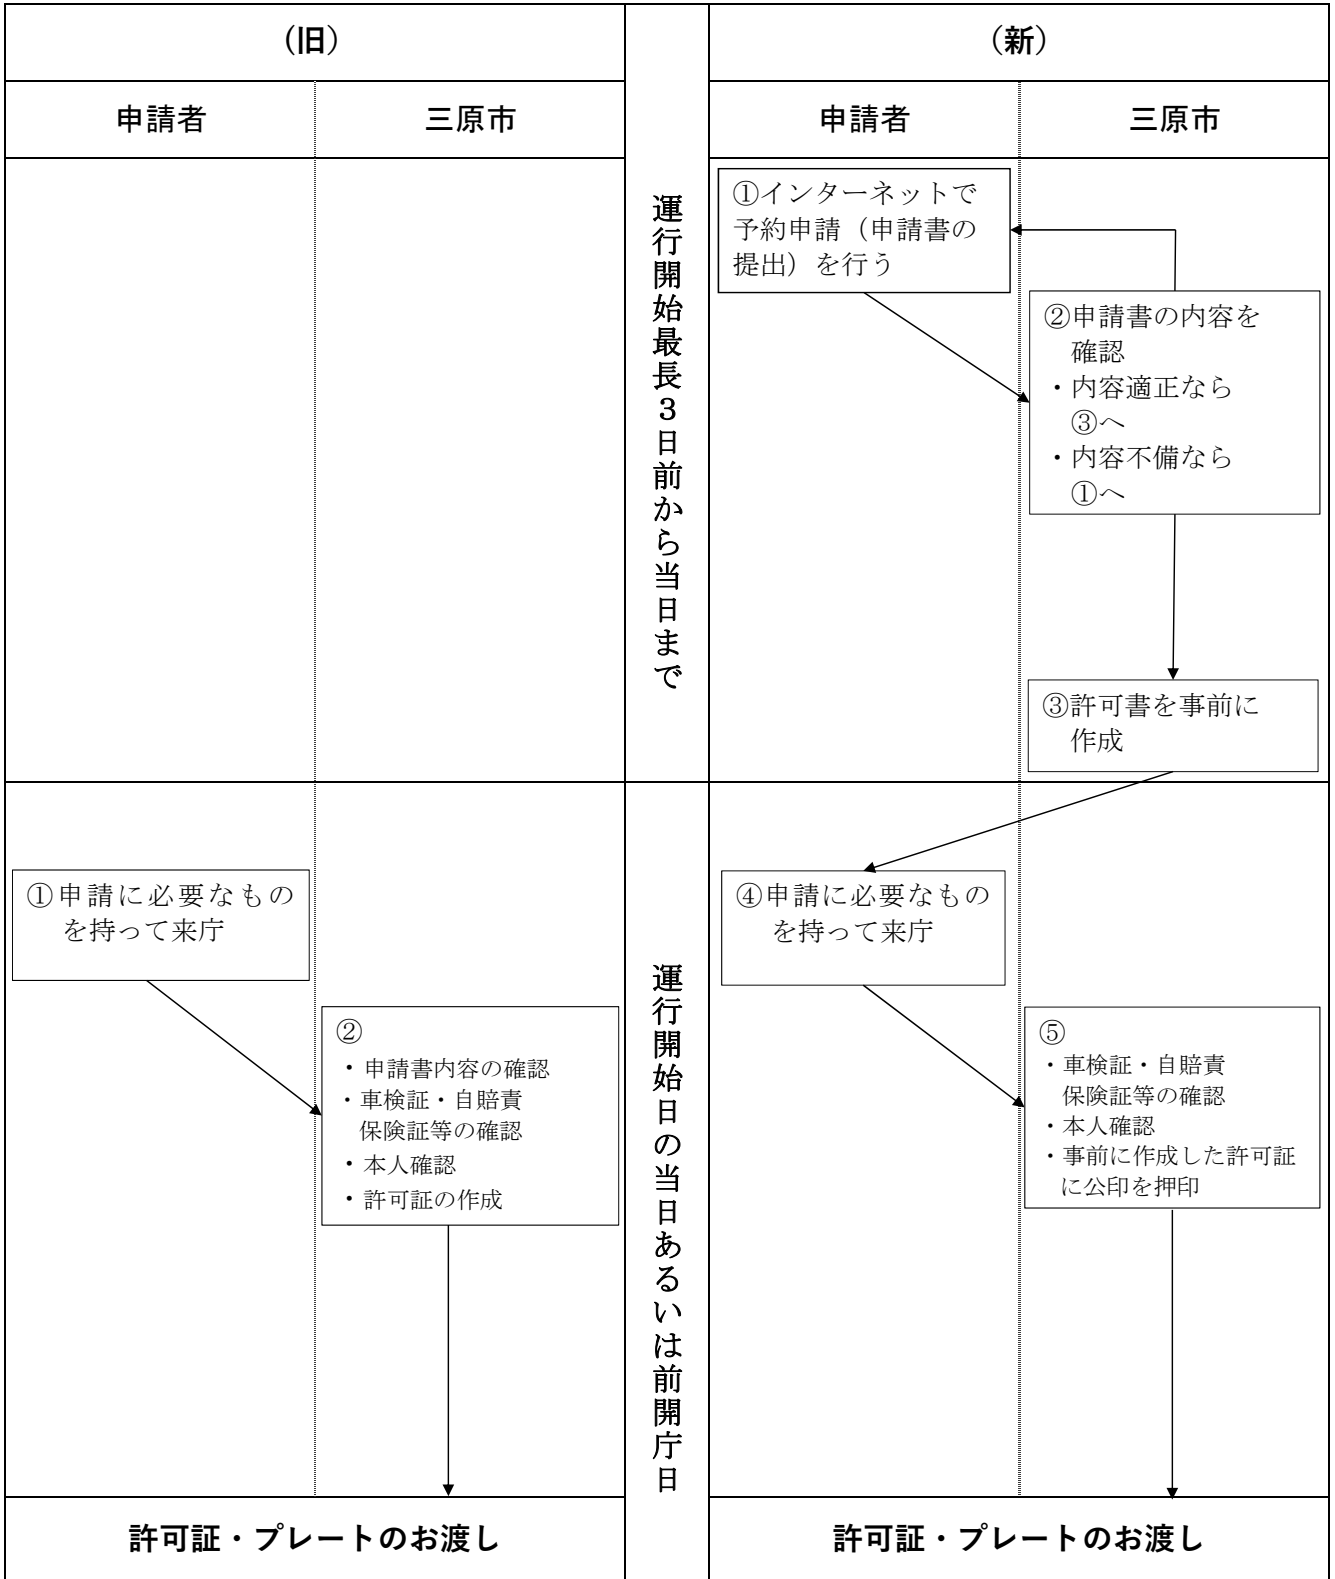 (旧)
(新)
申請者
三原市
申請者
三原市
運行開始最長3日前から当日まで
①インターネットで
予約申請（申請書の
提出）を行う
②申請書の内容を
確認
・内容適正なら
③へ
・内容不備なら
①へ
③許可書を事前に
作成
運行開始日の当日あるいは前開庁日
①申請に必要なもの
を持って来庁
②
・申請書内容の確認
・車検証・自賠責
保険証等の確認
・本人確認
・許可証の作成
④申請に必要なもの
を持って来庁
⑤
・車検証・自賠責
保険証等の確認
・本人確認
・事前に作成した許可証
に公印を押印
許可証・プレートのお渡し
許可証・プレートのお渡し